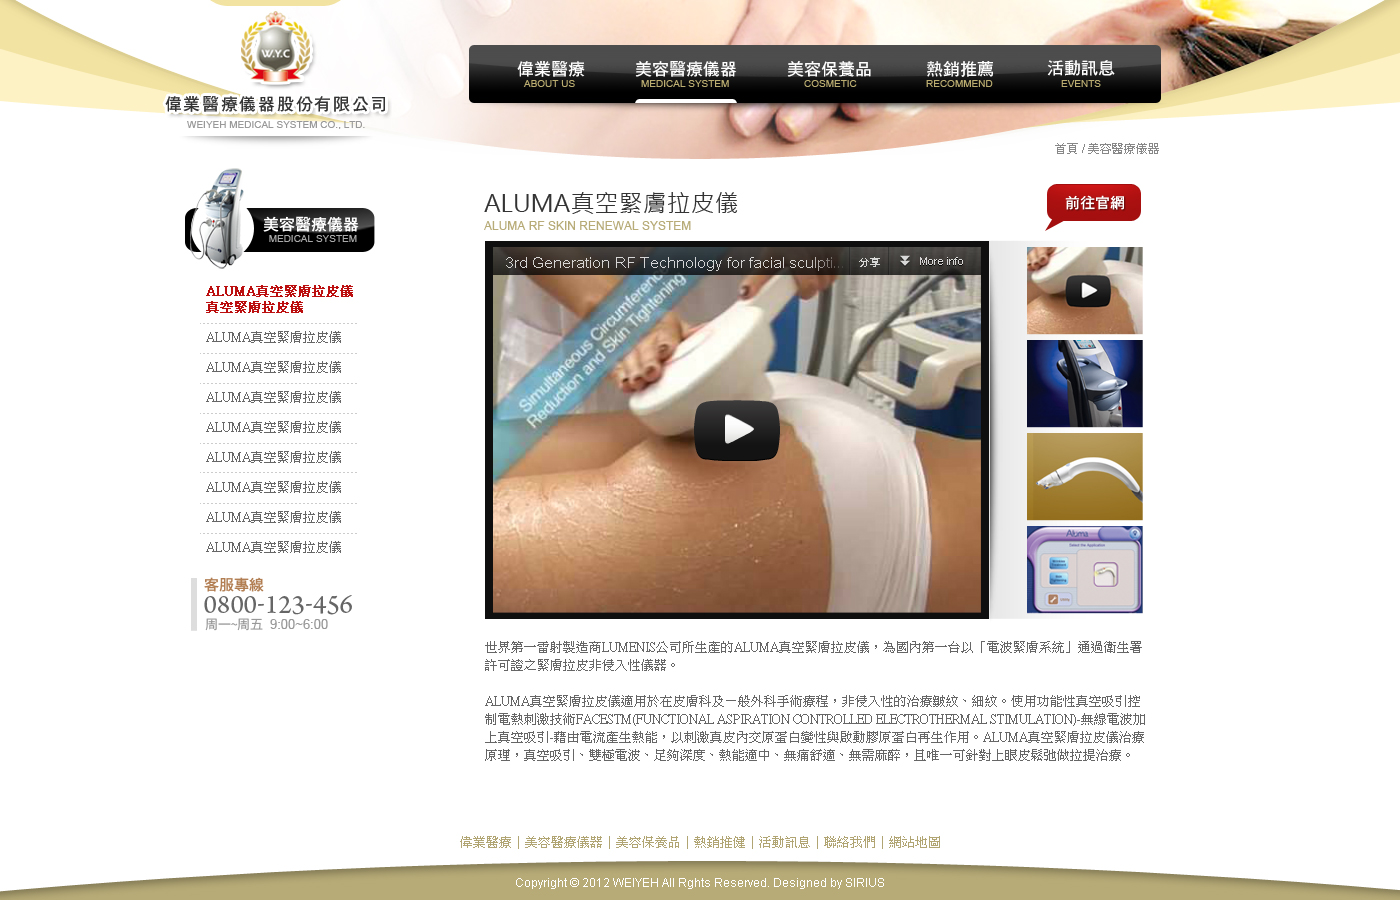 W.Y.C
偉業醫療儀器股份有限公司
WEIYEH MEDICAL SYSTEM CO., LTD.
偉業醫療
ABOUT US
美容醫療儀器
MEDICAL SYSTEM
美容保養品
COSMETIC
熱銷推薦
RECOMMEND
活動訊息
EVENTS
首頁 / 美容醫療儀器
美容醫療儀器
MEDICAL SYSTEM
ALUMA真空緊膚拉皮儀
真空緊膚拉皮儀
ALUMA真空緊膚拉皮儀
ALUMA真空緊膚拉皮儀
ALUMA真空緊膚拉皮儀
ALUMA真空緊膚拉皮儀
ALUMA真空緊膚拉皮儀
ALUMA真空緊膚拉皮儀
ALUMA真空緊膚拉皮儀
ALUMA真空緊膚拉皮儀
客服專線
0800-123-456
周一~周五 9:00~6:00
ALUMA真空緊膚拉皮儀
ALUMA RF SKIN RENEWAL SYSTEM
前往官網
3rd Generation RF Technology for facial sculpti...
分享
More info
Simultaneous Circumference
Reduction and Skin Tightening
Aluma
Select the Application
世界第一雷射製造商LUMENIS公司所生產的ALUMA真空緊膚拉皮儀，為國內第一台以「電波緊膚系統」通過衛生署
許可證之緊膚拉皮非侵入性儀器。
ALUMA真空緊膚拉皮儀適用於在皮膚科及一般外科手術療程，非侵入性的治療皺紋、細紋。使用功能性真空吸引控
制電熱刺激技術FACESTM(FUNCTIONAL ASPIRATION CONTROLLED ELECTROTHERMAL STIMULATION)-無線電波加
上真空吸引-藉由電流產生熱能，以刺激真皮內交原蛋白變性與啟動膠原蛋白再生作用。ALUMA真空緊膚拉皮儀治療
原理，真空吸引、雙極電波、足夠深度、熱能適中、無痛舒適、無需麻醉，且唯一可針對上眼皮鬆弛做拉提治療。
偉業醫療｜美容醫療儀器｜美容保養品｜熱銷推健｜活動訊息｜聯絡我們｜網站地圖
Copyright © 2012 WEIYEH All Rghts Reserved. Designed by SIRIUS